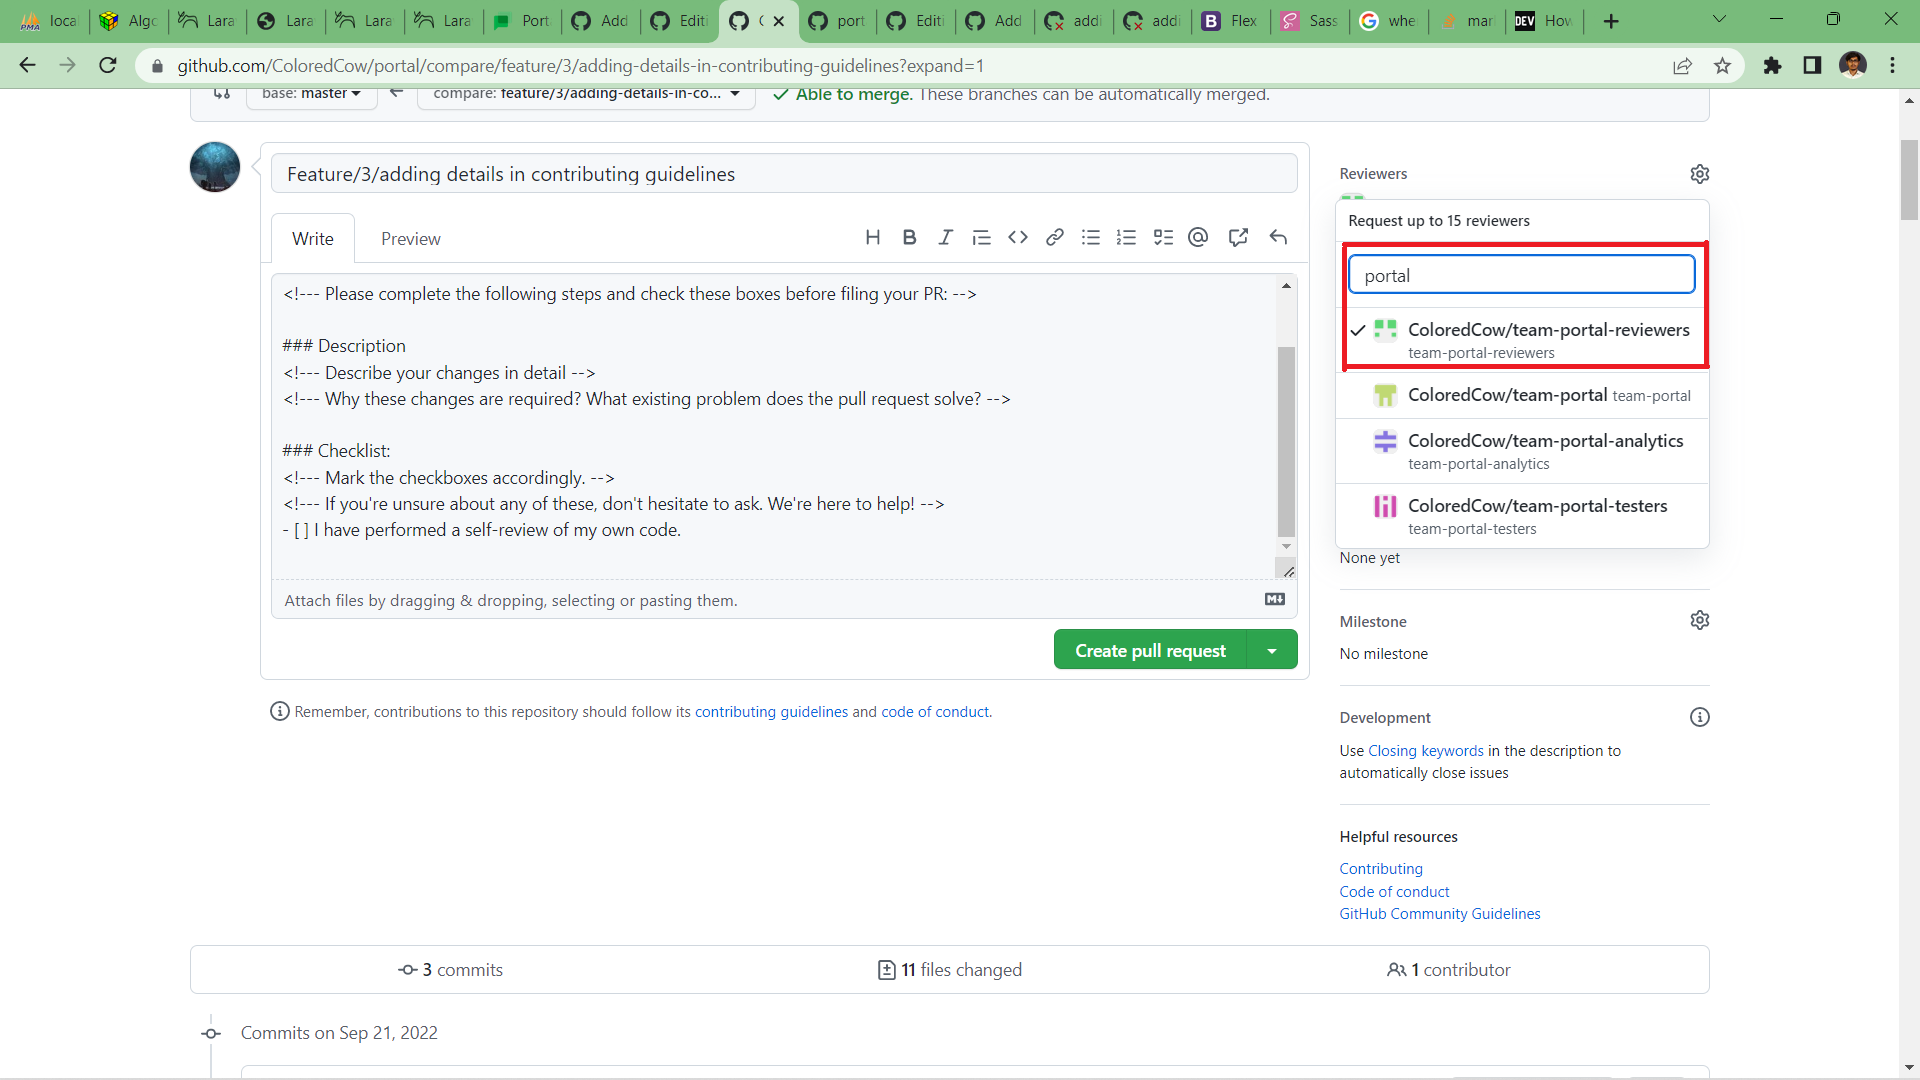 loca
Algo
Lara
Lara
Lara
Lara
Port
Add
Editi
port
Editi
Add
addi
addi
Flex
Sass
whe
mar
How
github.com/ColoredCow/portal/compare/feature/3/adding-details-in-contributing-guidelines?expand=1
base: master
compare: feature/3/adding-details-in-co...
Able to merge. These branches can be automatically merged.
Feature/3/adding details in contributing guidelines
Write
Preview
<!--- Please complete the following steps and check these boxes before filing your PR: -->
### Description
<!--- Describe your changes in detail -->
<!--- Why these changes are required? What existing problem does the pull request solve? -->
### Checklist:
<!--- Mark the checkboxes accordingly. -->
<!--- If you're unsure about any of these, don't hesitate to ask. We're here to help! -->
- [ ] I have performed a self-review of my own code.
Attach files by dragging & dropping, selecting or pasting them.
Create pull request
Remember, contributions to this repository should follow its contributing guidelines and code of conduct.
Reviewers
Request up to 15 reviewers
portal
ColoredCow/team-portal-reviewers
team-portal-reviewers
ColoredCow/team-portal team-portal
ColoredCow/team-portal-analytics
team-portal-analytics
ColoredCow/team-portal-testers
team-portal-testers
None yet
Milestone
No milestone
Development
Use Closing keywords in the description to
automatically close issues
Helpful resources
Contributing
Code of conduct
GitHub Community Guidelines
3 commits
11 files changed
1 contributor
Commits on Sep 21, 2022